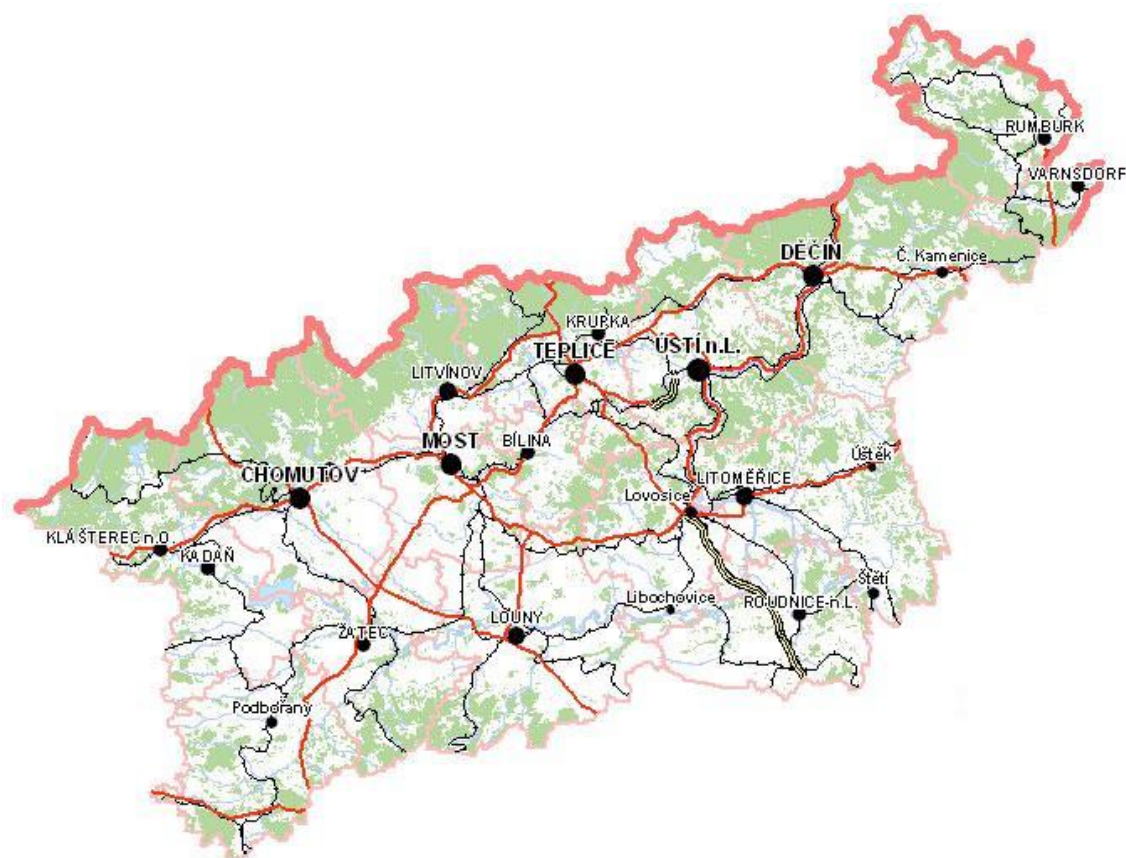 RUMBURK
VARNSDORF
DĚČÍN
Č. Kamenice
KRUPKA
TEPLICE
ÚSTÍ n.L.
LITVÍNOV
MOST
BÍLINA
Úštěk
CHOMUTOV
LITOMĚŘICE
Lovosice
KLÁŠTEREC n.O.
KADAŇ
Štětí
Libochovice
ROUDNICE n.L.
LOUNY
ŽATEC
Podbořany